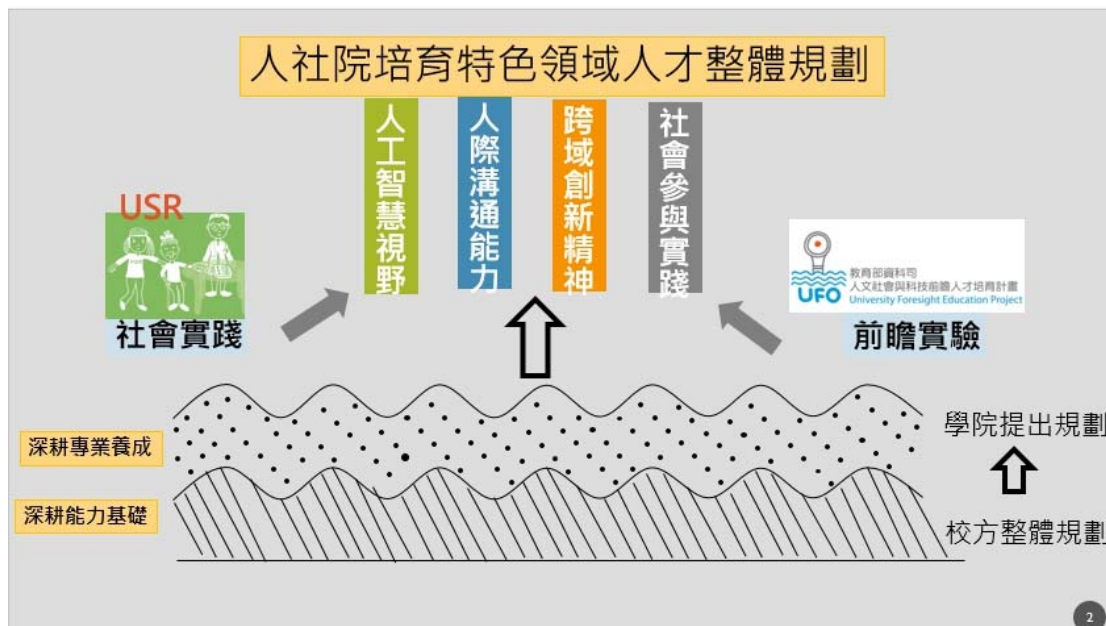 人社院培育特色領域人才整體規劃
人工智慧視野
人際溝通能力
跨域創新精神
社會參與實踐
USR
社會實踐
教育部資科司
人文社會與科技前瞻人才培育計畫
UFO University Foresight Education Project
前瞻實驗
深耕專業養成
學院提出規劃
深耕能力基礎
校方整體規劃
2